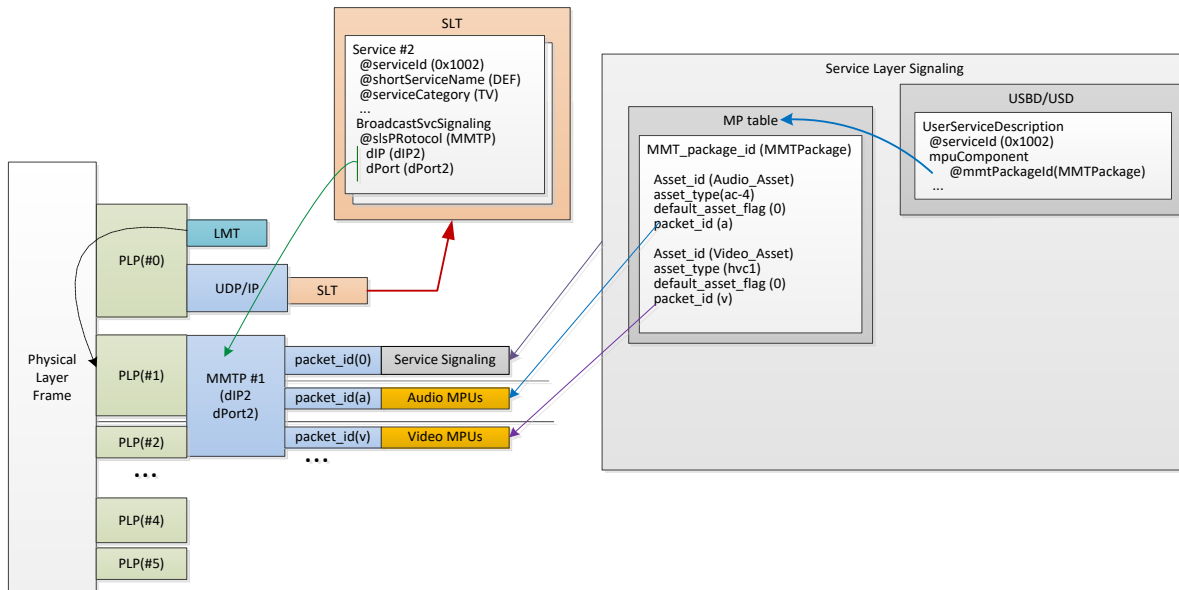 SLT
Service #2
@serviceId (0x1002)
@shortServiceName (DEF)
@serviceCategory (TV)
...
BroadcastSvcSignaling
@slsPRotocol (MMTP)
dIP (dIP2)
dPort (dPort2)
Service Layer Signaling
MP table
MMT_package_id (MMTPackage)
Asset_id (Audio_Asset)
asset_type(ac-4)
default_asset_flag (0)
packet_id (a)
Asset_id (Video_Asset)
asset_type (hvc1)
default_asset_flag (0)
packet_id (v)
USBD/USD
UserServiceDescription
@serviceId (0x1002)
mpuComponent
@mmtPackageId(MMTPackage)
...
Physical
Layer
Frame
PLP(#0)
LMT
UDP/IP
SLT
PLP(#1)
MMTP #1
(dIP2
dPort2)
packet_id(0)
Service Signaling
packet_id(a)
Audio MPUs
PLP(#2)
packet_id(v)
Video MPUs
...
...
PLP(#4)
PLP(#5)